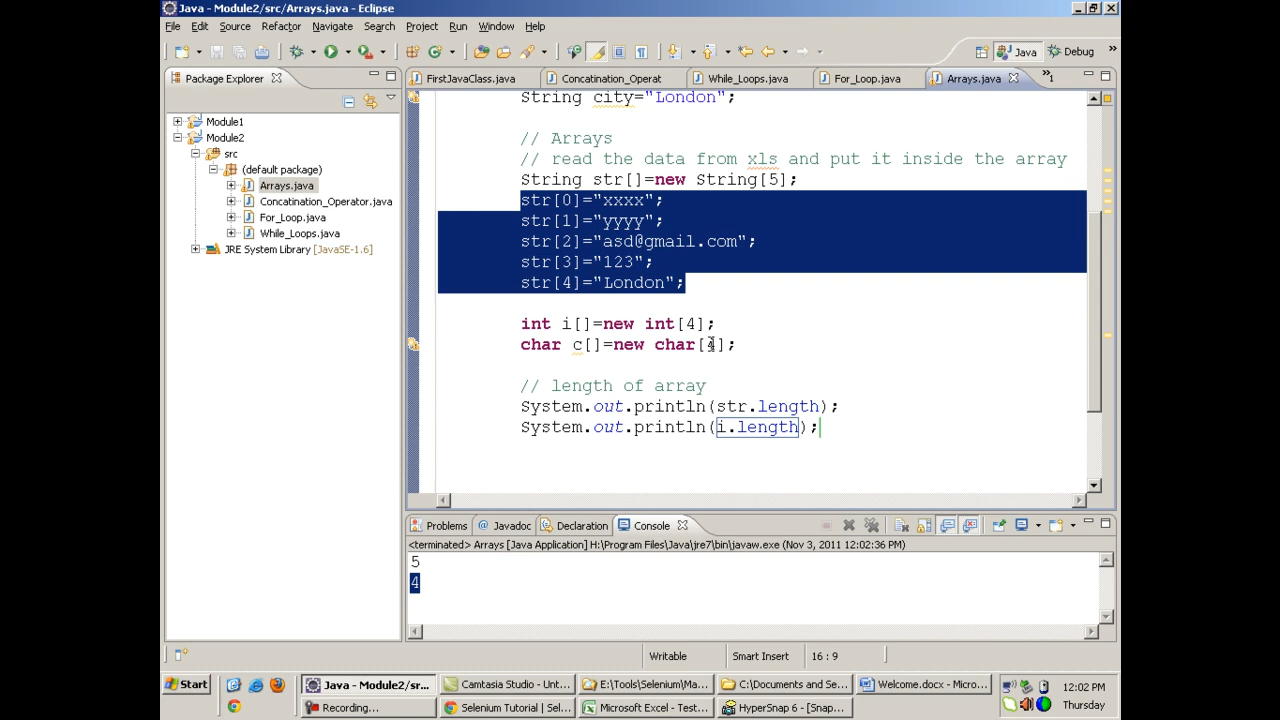 Java - Module2/src/Arrays.java - Eclipse
File Edit Source Refactor Navigate Search Project Run Window Help
Java Debug
Package Explorer
FirstJavaClass.java Concatination_Operat While_Loops.java For_Loop.java Arrays.java 1
Module1
Module2
src
(default package)
Arrays.java
Concatination_Operator.java
For_Loop.java
While_Loops.java
JRE System Library [JavaSE-1.6]
String city="London";
// Arrays
// read the data from xls and put it inside the array
String str[]=new String[5];
str[0]="xxxx";
str[1]="yyyy";
str[2]="asd@gmail.com";
str[3]="123";
str[4]="London";
int i[]=new int[4];
char c[]=new char[4];
// length of array
System.out.println(str.length);
System.out.println(i.length);
Problems Javadoc Declaration Console
<terminated> Arrays [Java Application] H:\Program Files\Java\jre7\bin\javaw.exe (Nov 3, 2011 12:02:36 PM)
5
4
Writable Smart Insert 16 : 9
Start Java - Module2/sr... Camtasia Studio - Unt... E:\Tools\Selenium\Ma... C:\Documents and Se... Welcome.docx - Micro... 12:02 PM
Recording... Selenium Tutorial | Sel... Microsoft Excel - Test... HyperSnap 6 - [Snap... Thursday